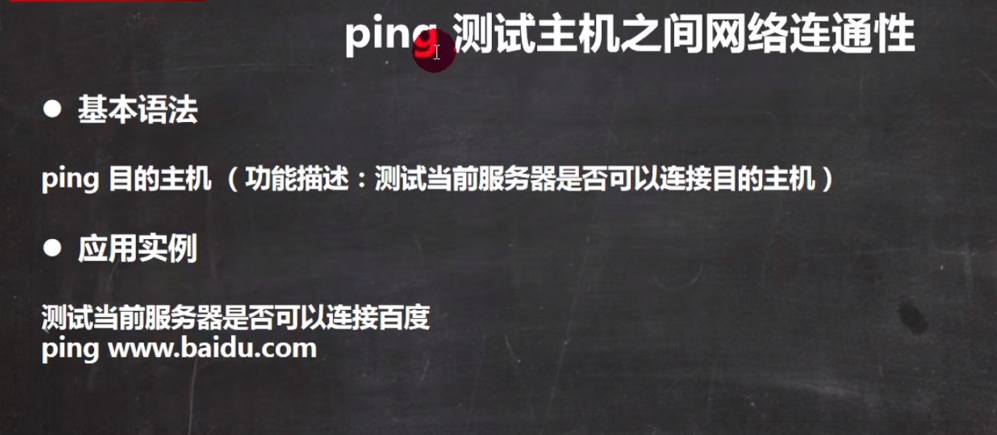 ping 测试主机之间网络连通性
● 基本语法
ping 目的主机 （功能描述：测试当前服务器是否可以连接目的主机）
● 应用实例
测试当前服务器是否可以连接百度
ping www.baidu.com